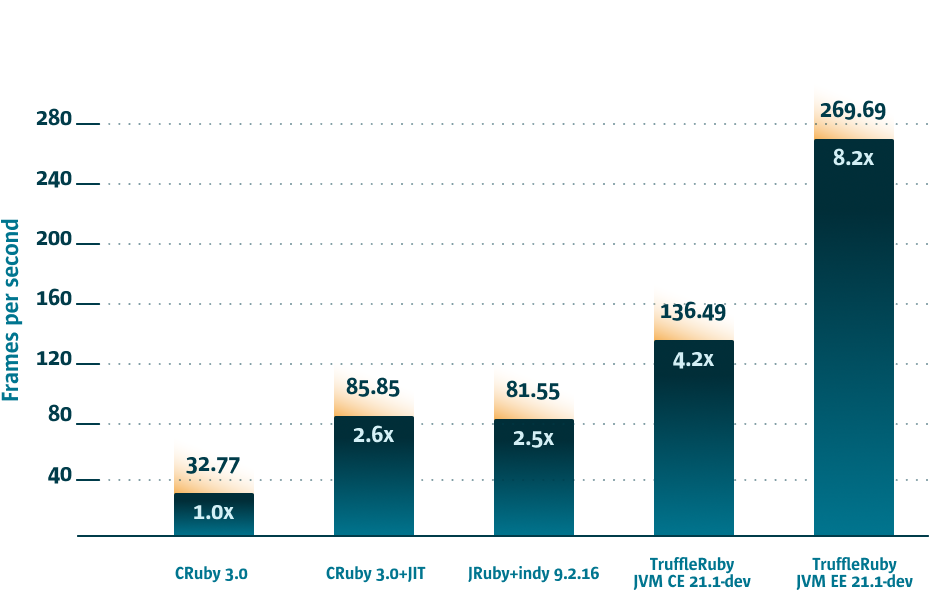 Frames per second
280
240
200
160
120
80
40
32.77
1.0x
85.85
2.6x
81.55
2.5x
136.49
4.2x
269.69
8.2x
CRuby 3.0
CRuby 3.0+JIT
JRuby+indy 9.2.16
TruffleRuby
JVM CE 21.1-dev
TruffleRuby
JVM EE 21.1-dev